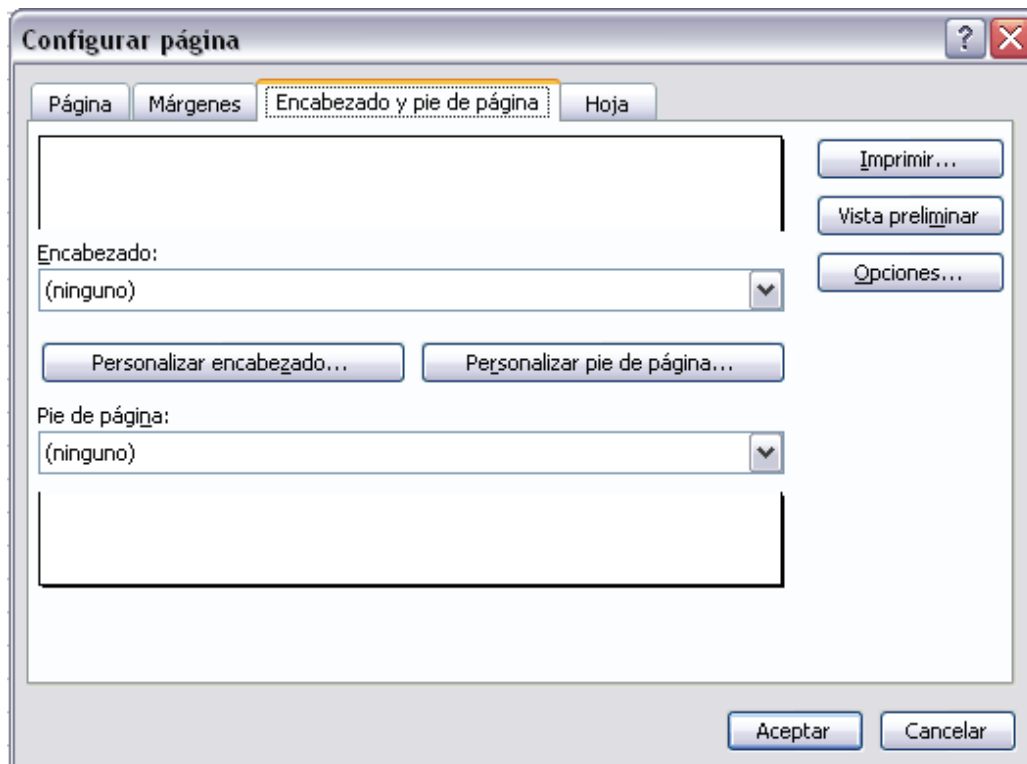 Configurar página
Página Márgenes Encabezado y pie de página Hoja
Imprimir...
Vista preliminar
Encabezado:
Opciones...
(ninguno)
Personalizar encabezado... Personalizar pie de página...
Pie de página:
(ninguno)
Aceptar Cancelar